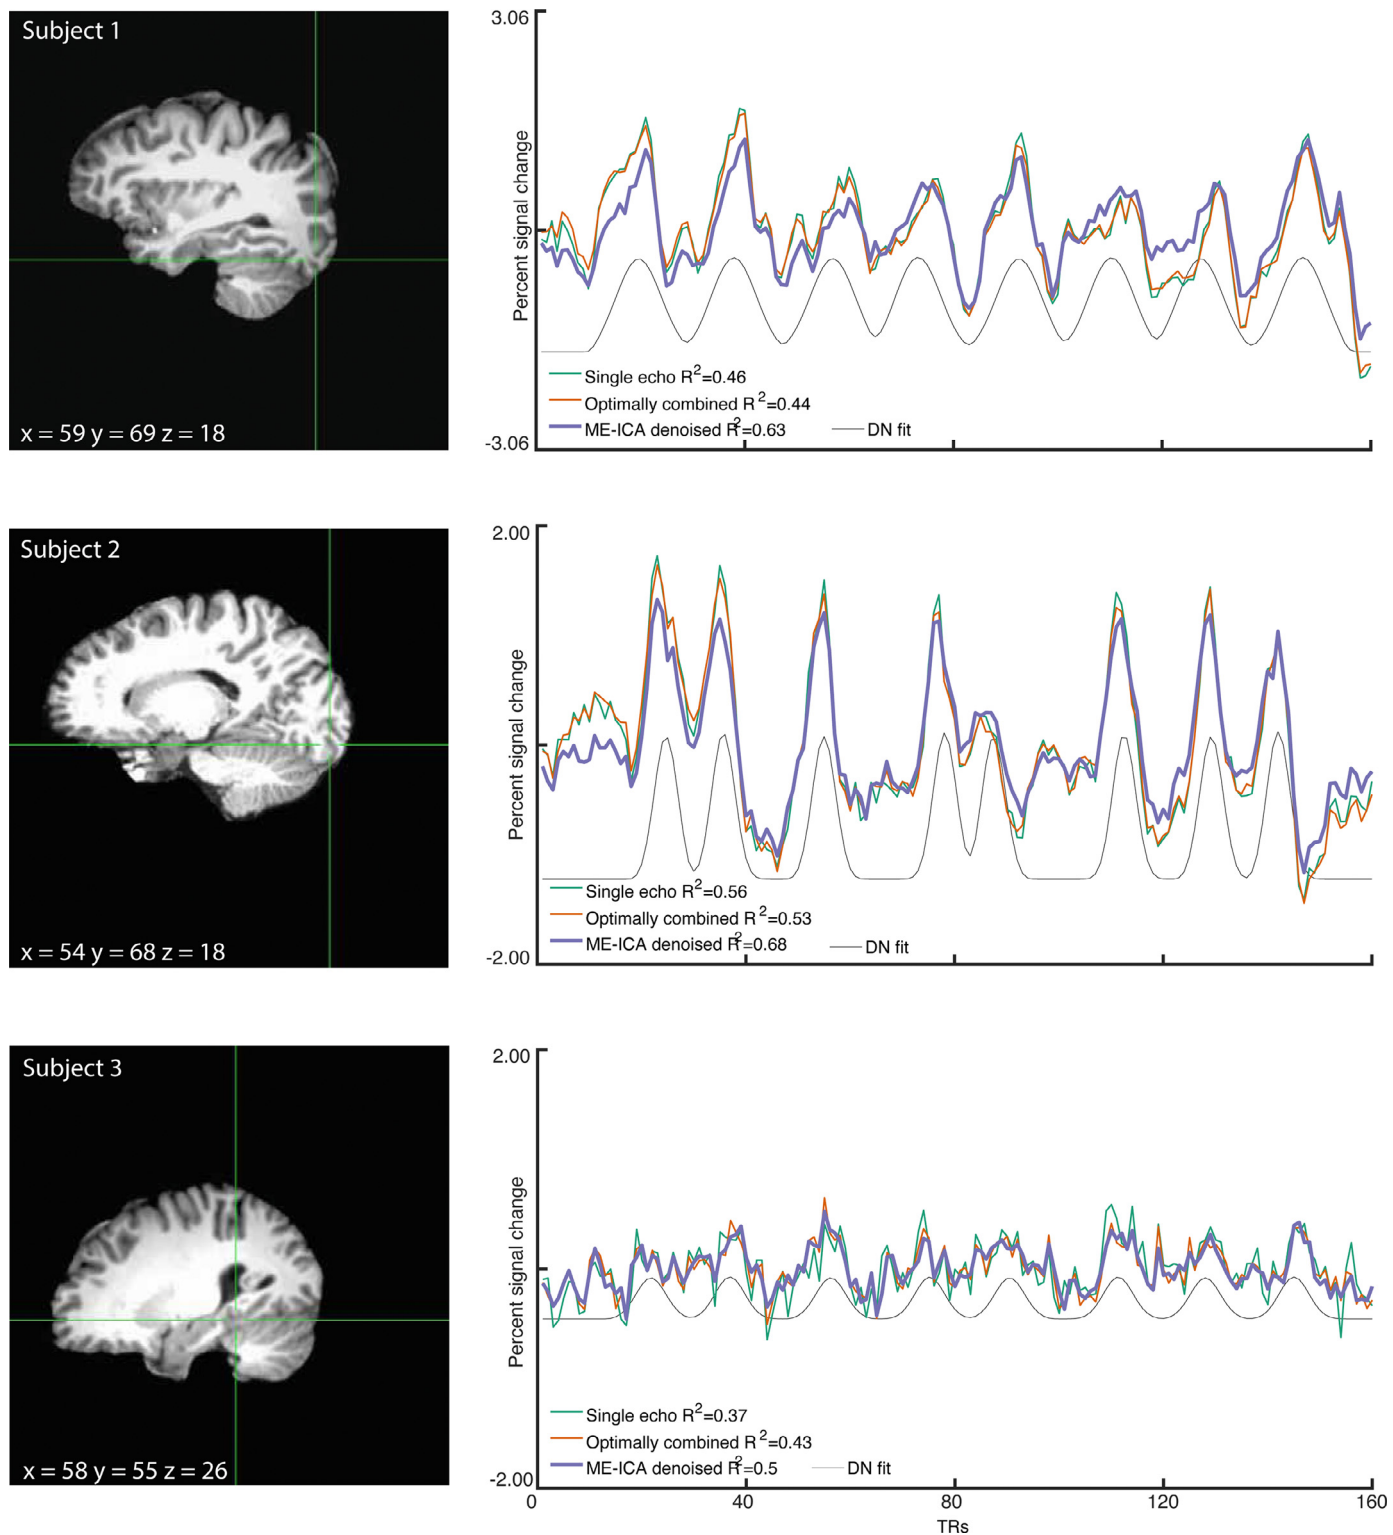 Subject 1
x = 59 y = 69 z = 18
3.06
Percent signal change
-3.06
Single echo R²=0.46
Optimally combined R²=0.44
ME-ICA denoised R²=0.63
DN fit
Subject 2
x = 54 y = 68 z = 18
2.00
Percent signal change
-2.00
Single echo R²=0.56
Optimally combined R²=0.53
ME-ICA denoised R²=0.68
DN fit
Subject 3
x = 58 y = 55 z = 26
2.00
Percent signal change
-2.00
Single echo R²=0.37
Optimally combined R²=0.43
ME-ICA denoised R²=0.5
DN fit
0 40 80 120 160
TRs